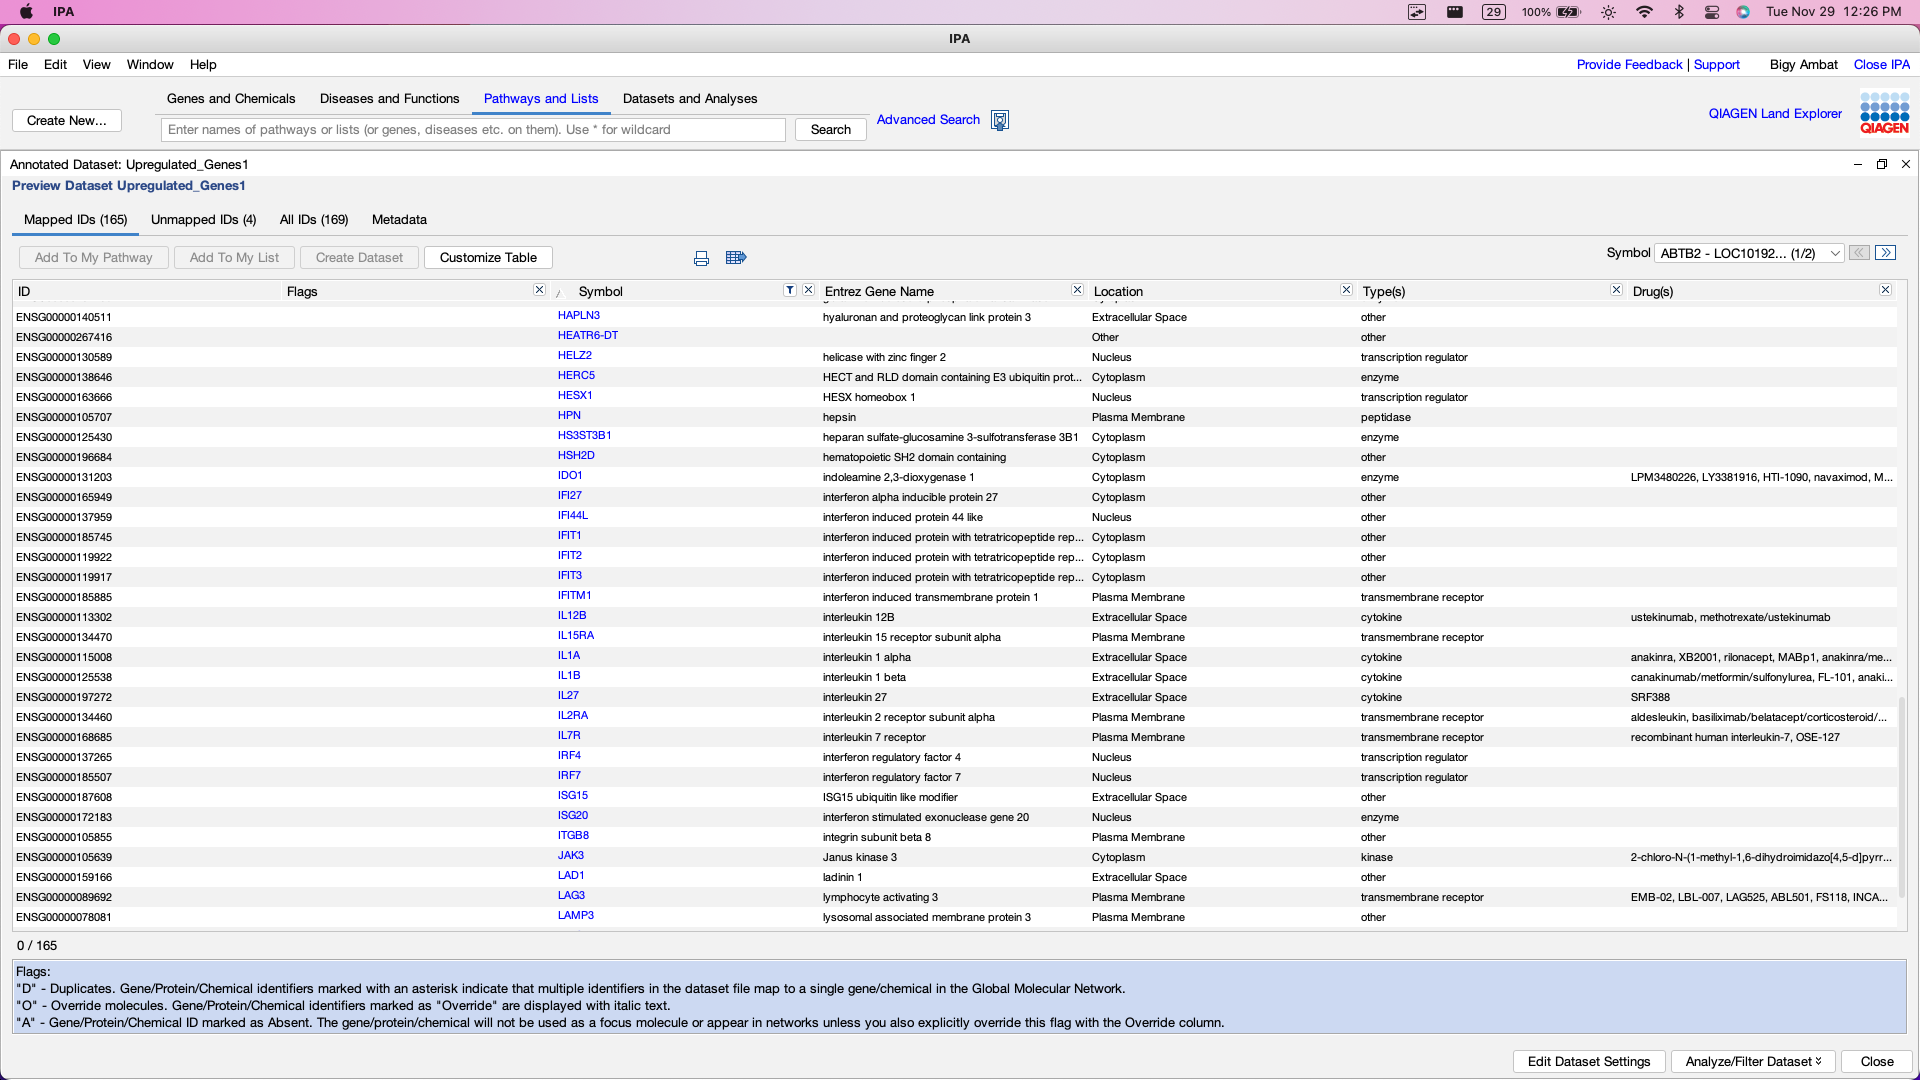 IPA
29
100%
Tue Nov 29 12:26 PM
IPA
File Edit View Window Help
Provide Feedback | Support Bigy Ambat Close IPA
Genes and Chemicals Diseases and Functions Pathways and Lists Datasets and Analyses
Create New...
Enter names of pathways or lists (or genes, diseases etc. on them). Use * for wildcard
Search
Advanced Search
QIAGEN Land Explorer
QIAGEN
Annotated Dataset: Upregulated_Genes1
Preview Dataset Upregulated_Genes1
Mapped IDs (165) Unmapped IDs (4) All IDs (169) Metadata
Add To My Pathway Add To My List Create Dataset Customize Table
Symbol ABTB2 - LOC10192... (1/2)
ID Flags Symbol Entrez Gene Name Location Type(s) Drug(s)
ENSG00000140511 HAPLN3 hyaluronan and proteoglycan link protein 3 Extracellular Space other
ENSG00000267416 HEATR6-DT Other other
ENSG00000130589 HELZ2 helicase with zinc finger 2 Nucleus transcription regulator
ENSG00000138646 HERC5 HECT and RLD domain containing E3 ubiquitin prot... Cytoplasm enzyme
ENSG00000163666 HESX1 HESX homeobox 1 Nucleus transcription regulator
ENSG00000105707 HPN hepsin Plasma Membrane peptidase
ENSG00000125430 HS3ST3B1 heparan sulfate-glucosamine 3-sulfotransferase 3B1 Cytoplasm enzyme
ENSG00000196684 HSH2D hematopoietic SH2 domain containing Cytoplasm other
ENSG00000131203 IDO1 indoleamine 2,3-dioxygenase 1 Cytoplasm enzyme LPM3480226, LY3381916, HTI-1090, navaximod, M...
ENSG00000165949 IFI27 interferon alpha inducible protein 27 Cytoplasm other
ENSG00000137959 IFI44L interferon induced protein 44 like Nucleus other
ENSG00000185745 IFIT1 interferon induced protein with tetratricopeptide rep... Cytoplasm other
ENSG00000119922 IFIT2 interferon induced protein with tetratricopeptide rep... Cytoplasm other
ENSG00000119917 IFIT3 interferon induced protein with tetratricopeptide rep... Cytoplasm other
ENSG00000185885 IFITM1 interferon induced transmembrane protein 1 Plasma Membrane transmembrane receptor
ENSG00000113302 IL12B interleukin 12B Extracellular Space cytokine ustekinumab, methotrexate/ustekinumab
ENSG00000134470 IL15RA interleukin 15 receptor subunit alpha Plasma Membrane transmembrane receptor
ENSG00000115008 IL1A interleukin 1 alpha Extracellular Space cytokine anakinra, XB2001, rilonacept, MABp1, anakinra/me...
ENSG00000125538 IL1B interleukin 1 beta Extracellular Space cytokine canakinumab/metformin/sulfonylurea, FL-101, anaki...
ENSG00000197272 IL27 interleukin 27 Extracellular Space cytokine SRF388
ENSG00000134460 IL2RA interleukin 2 receptor subunit alpha Plasma Membrane transmembrane receptor aldesleukin, basiliximab/belatacept/corticosteroid/...
ENSG00000168685 IL7R interleukin 7 receptor Plasma Membrane transmembrane receptor recombinant human interleukin-7, OSE-127
ENSG00000137265 IRF4 interferon regulatory factor 4 Nucleus transcription regulator
ENSG00000185507 IRF7 interferon regulatory factor 7 Nucleus transcription regulator
ENSG00000187608 ISG15 ISG15 ubiquitin like modifier Extracellular Space other
ENSG00000172183 ISG20 interferon stimulated exonuclease gene 20 Nucleus enzyme
ENSG00000105855 ITGB8 integrin subunit beta 8 Plasma Membrane other
ENSG00000105639 JAK3 Janus kinase 3 Cytoplasm kinase 2-chloro-N-(1-methyl-1,6-dihydroimidazo[4,5-d]pyrr...
ENSG00000159166 LAD1 ladinin 1 Extracellular Space other
ENSG00000089692 LAG3 lymphocyte activating 3 Plasma Membrane transmembrane receptor EMB-02, LBL-007, LAG525, ABL501, FS118, INCA...
ENSG00000078081 LAMP3 lysosomal associated membrane protein 3 Plasma Membrane other
0 / 165
Flags:
"D" - Duplicates. Gene/Protein/Chemical identifiers marked with an asterisk indicate that multiple identifiers in the dataset file map to a single gene/chemical in the Global Molecular Network.
"O" - Override molecules. Gene/Protein/Chemical identifiers marked as "Override" are displayed with italic text.
"A" - Gene/Protein/Chemical ID marked as Absent. The gene/protein/chemical will not be used as a focus molecule or appear in networks unless you also explicitly override this flag with the Override column.
Edit Dataset Settings Analyze/Filter Dataset Close